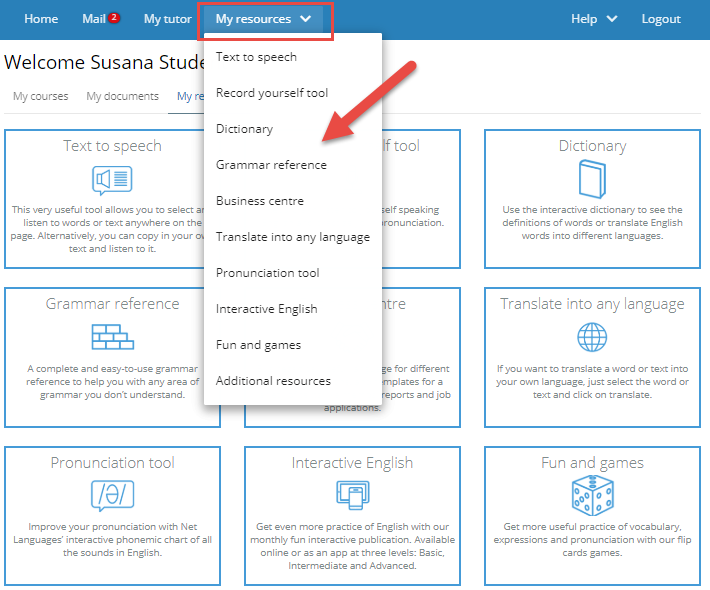 Home Mail 2 My tutor My resources Help Logout
Welcome Susana Stude
My courses My documents My re
Text to speech
Record yourself tool
Dictionary
Grammar reference
Business centre
Translate into any language
Pronunciation tool
Interactive English
Fun and games
Additional resources
Text to speech
This very useful tool allows you to select an
listen to words or text anywhere on the
page. Alternatively, you can copy in your ow
text and listen to it.
lf tool
self speaking
pronunciation.
Dictionary
Use the interactive dictionary to see the
definitions of words or translate English
words into different languages.
Grammar reference
A complete and easy-to-use grammar
reference to help you with any area of
grammar you don't understand.
ntre
ge for different
mplates for a
reports and job
applications.
Translate into any language
If you want to translate a word or text into
your own language, just select the word or
text and click on translate.
Pronunciation tool
/ə/
Improve your pronunciation with Net
Languages' interactive phonemic chart of all
the sounds in English.
Interactive English
Get even more practice of English with our
monthly fun interactive publication. Available
online or as an app at three levels: Basic,
Intermediate and Advanced.
Fun and games
Get more useful practice of vocabulary,
expressions and pronunciation with our flip
cards games.